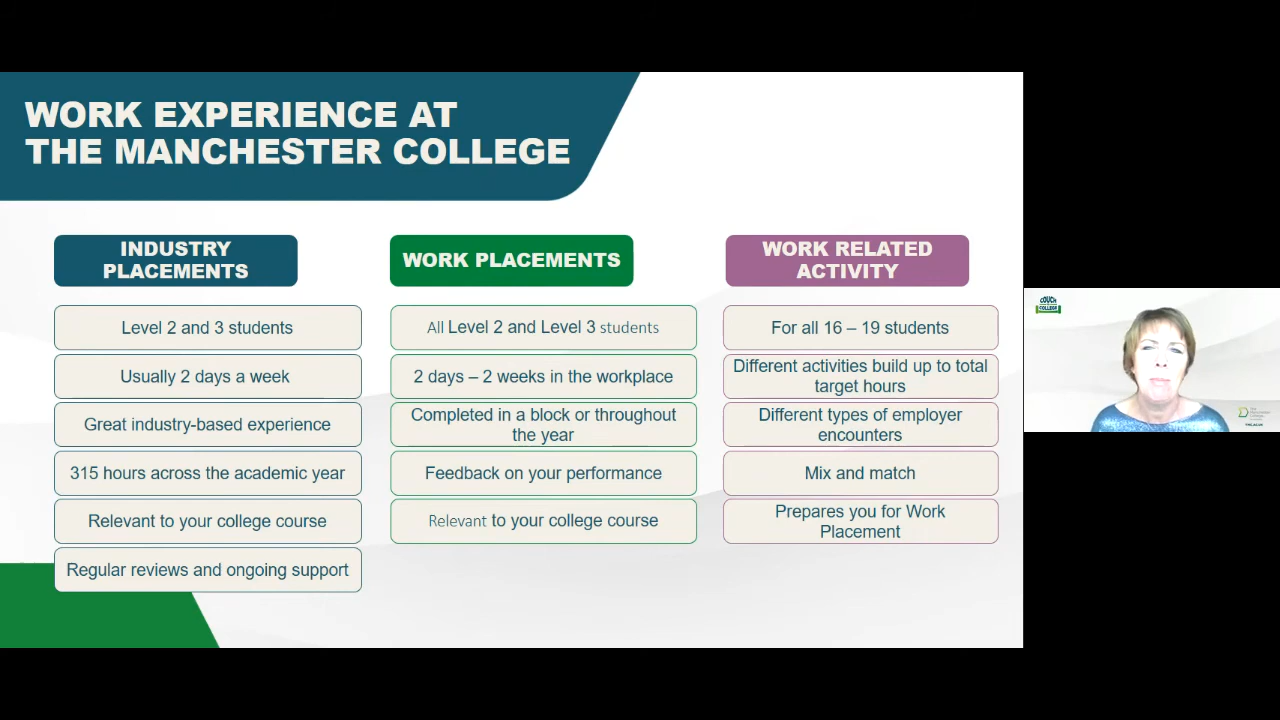 WORK EXPERIENCE AT
THE MANCHESTER COLLEGE
INDUSTRY
PLACEMENTS
Level 2 and 3 students
Usually 2 days a week
Great industry-based experience
315 hours across the academic year
Relevant to your college course
Regular reviews and ongoing support
WORK PLACEMENTS
All Level 2 and Level 3 students
2 days – 2 weeks in the workplace
Completed in a block or throughout
the year
Feedback on your performance
Relevant to your college course
WORK RELATED
ACTIVITY
For all 16 – 19 students
Different activities build up to total
target hours
Different types of employer
encounters
Mix and match
Prepares you for Work
Placement
COUCH
COLLEGE